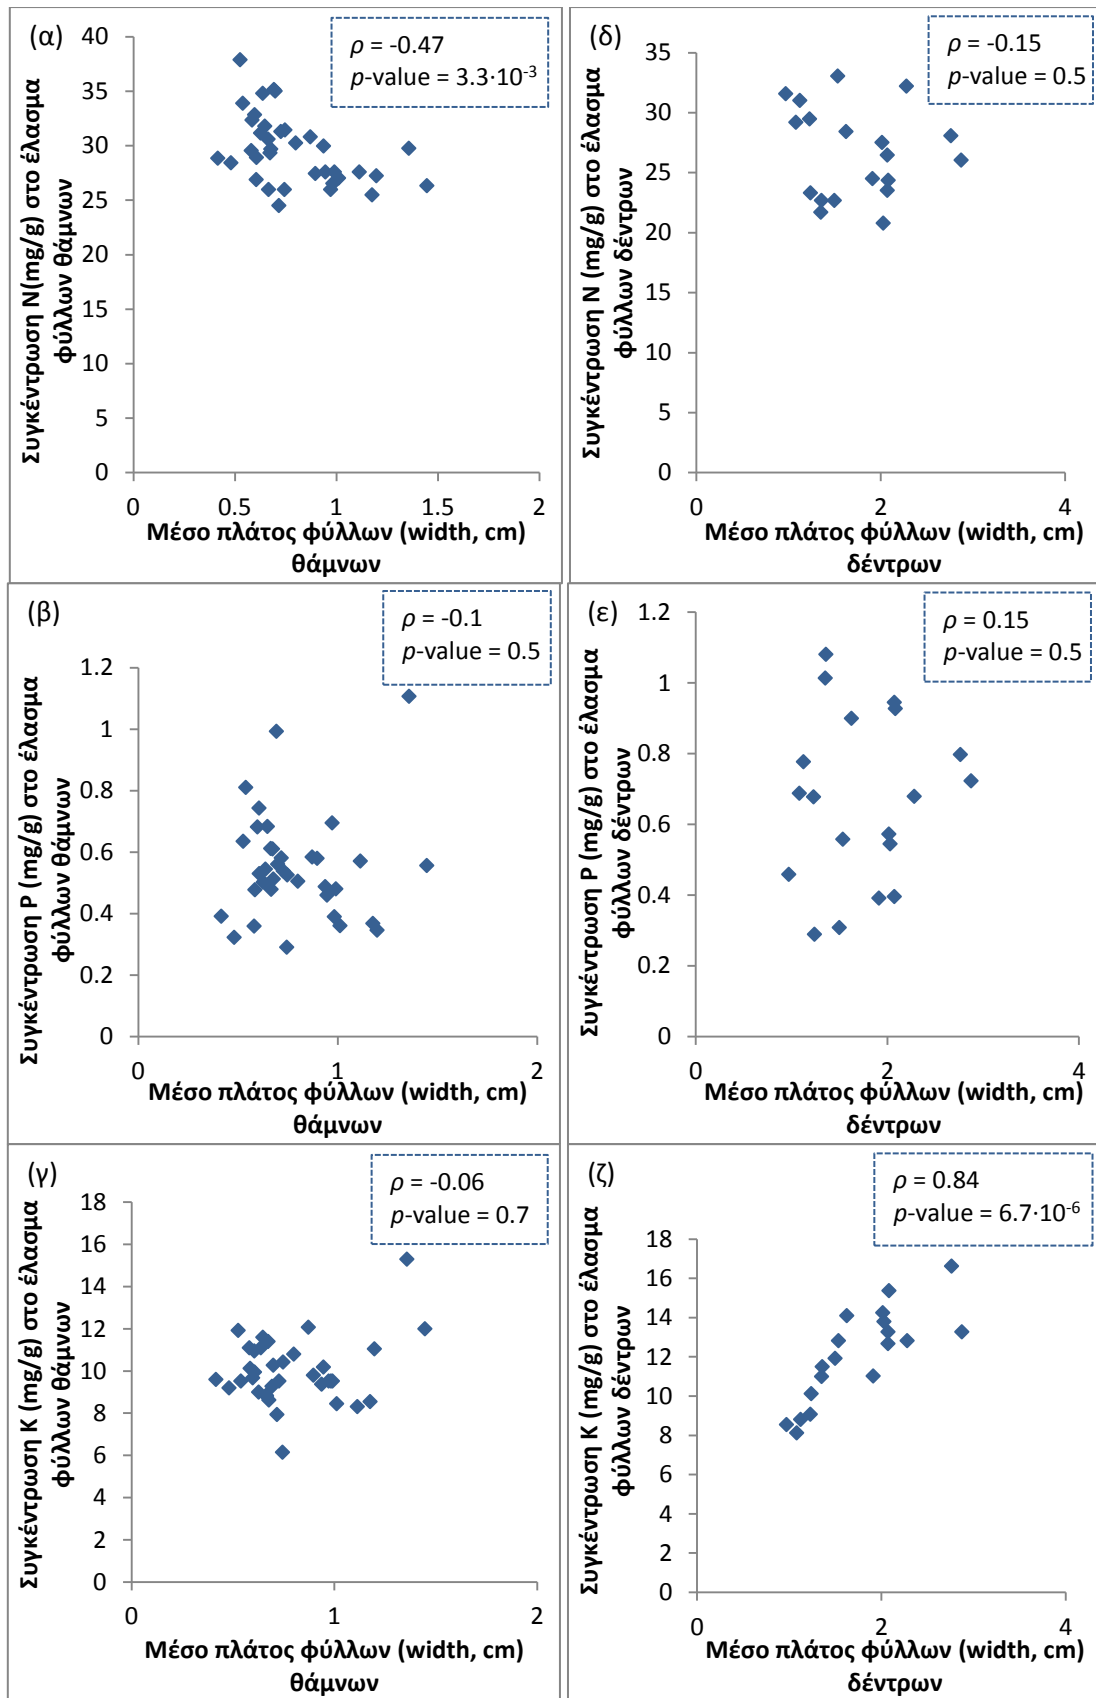 (α)
ρ = -0.47
p-value = 3.3·10-3
40
35
30
25
20
15
10
5
0
0
0.5
1
1.5
2
Συγκέντρωση N(mg/g) στο έλασμα
φύλλων θάμνων
Μέσο πλάτος φύλλων (width, cm)
θάμνων
(δ)
ρ = -0.15
p-value = 0.5
35
30
25
20
15
10
5
0
0
2
4
Συγκέντρωση N (mg/g) στο έλασμα
φύλλων δέντρων
Μέσο πλάτος φύλλων (width, cm)
δέντρων
(β)
ρ = -0.1
p-value = 0.5
1.2
1
0.8
0.6
0.4
0.2
0
0
1
2
Συγκέντρωση P (mg/g) στο έλασμα
φύλλων θάμνων
Μέσο πλάτος φύλλων (width, cm)
θάμνων
(ε)
ρ = 0.15
p-value = 0.5
1.2
1
0.8
0.6
0.4
0.2
0
0
2
4
Συγκέντρωση P (mg/g) στο έλασμα
φύλλων δέντρων
Μέσο πλάτος φύλλων (width, cm)
δέντρων
(γ)
ρ = -0.06
p-value = 0.7
18
16
14
12
10
8
6
4
2
0
0
1
2
Συγκέντρωση K (mg/g) στο έλασμα
φύλλων θάμνων
Μέσο πλάτος φύλλων (width, cm)
θάμνων
(ζ)
ρ = 0.84
p-value = 6.7·10-6
18
16
14
12
10
8
6
4
2
0
0
2
4
Συγκέντρωση K (mg/g) στο έλασμα
φύλλων δέντρων
Μέσο πλάτος φύλλων (width, cm)
δέντρων